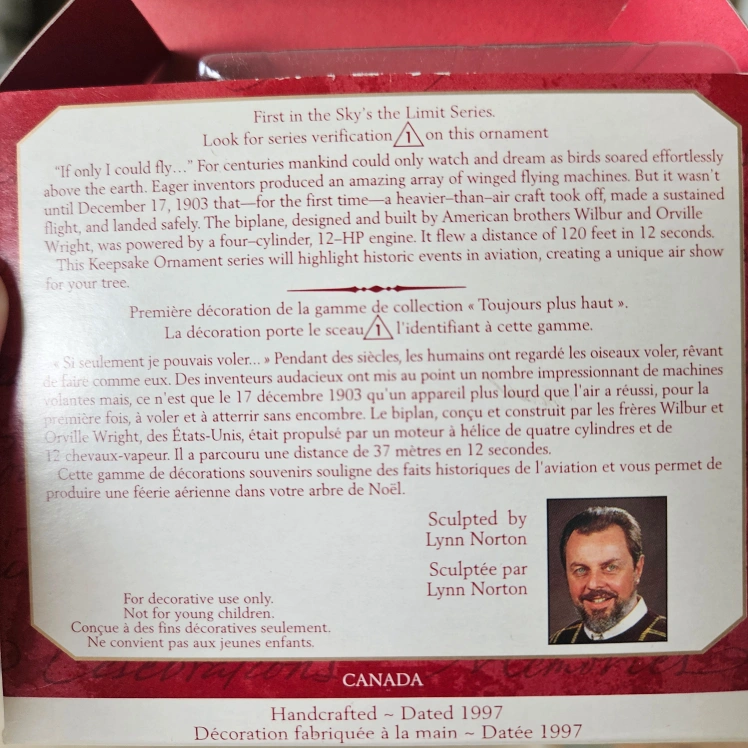 First in the Sky's the Limit Series.
Look for series verification 1 on this ornament
"If only I could fly..." For centuries mankind could only watch and dream as birds soared effortlessly
above the earth. Eager inventors produced an amazing array of winged flying machines. But it wasn't
until December 17, 1903 that—for the first time—a heavier–than–air craft took off, made a sustained
flight, and landed safely. The biplane, designed and built by American brothers Wilbur and Orville
Wright, was powered by a four–cylinder, 12–HP engine. It flew a distance of 120 feet in 12 seconds.
This Keepsake Ornament series will highlight historic events in aviation, creating a unique air show
for your tree.
Première décoration de la gamme de collection « Toujours plus haut ».
La décoration porte le sceau 1 l'identifiant à cette gamme.
« Si seulement je pouvais voler... » Pendant des siècles, les humains ont regardé les oiseaux voler, rêvant
de faire comme eux. Des inventeurs audacieux ont mis au point un nombre impressionnant de machines
volantes mais, ce n'est que le 17 décembre 1903 qu'un appareil plus lourd que l'air a réussi, pour la
première fois, à voler et à atterrir sans encombre. Le biplan, conçu et construit par les frères Wilbur et
Orville Wright, des États-Unis, était propulsé par un moteur à hélice de quatre cylindres et de
12 chevaux-vapeur. Il a parcouru une distance de 37 mètres en 12 secondes.
Cette gamme de décorations souvenirs souligne des faits historiques de l'aviation et vous permet de
produire une féerie aérienne dans votre arbre de Noël.
Sculpted by
Lynn Norton
Sculptée par
Lynn Norton
For decorative use only.
Not for young children.
Conçue à des fins décoratives seulement.
Ne convient pas aux jeunes enfants.
CANADA
Handcrafted ~ Dated 1997
Décoration fabriquée à la main ~ Datée 1997